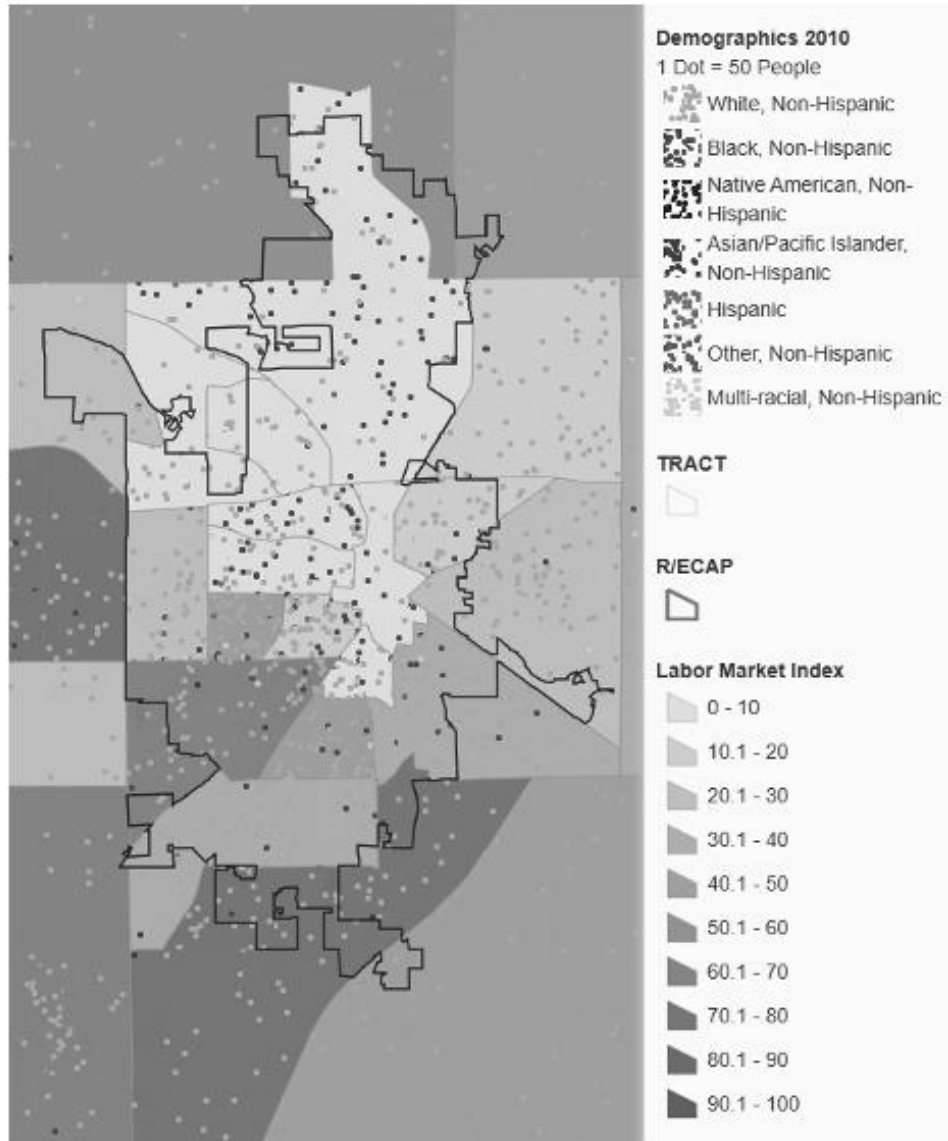 Demographics 2010
1 Dot = 50 People
White, Non-Hispanic
Black, Non-Hispanic
Native American, Non-
Hispanic
Asian/Pacific Islander,
Non-Hispanic
Hispanic
Other, Non-Hispanic
Multi-racial, Non-Hispanic
TRACT
R/ECAP
Labor Market Index
0 - 10
10.1 - 20
20.1 - 30
30.1 - 40
40.1 - 50
50.1 - 60
60.1 - 70
70.1 - 80
80.1 - 90
90.1 - 100